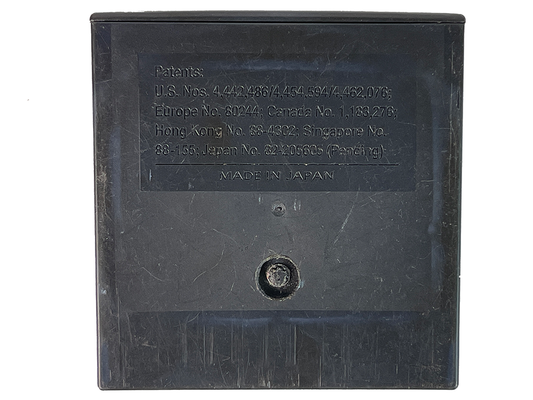 Patents:
U.S. Nos. 4,442,486/4,454,594/4,462,076;
Europe No. 80244; Canada No. 1,183,276;
Hong Kong No. 88-4302; Singapore No.
88-155; Japan No. 82-205605 (Pending)
MADE IN JAPAN